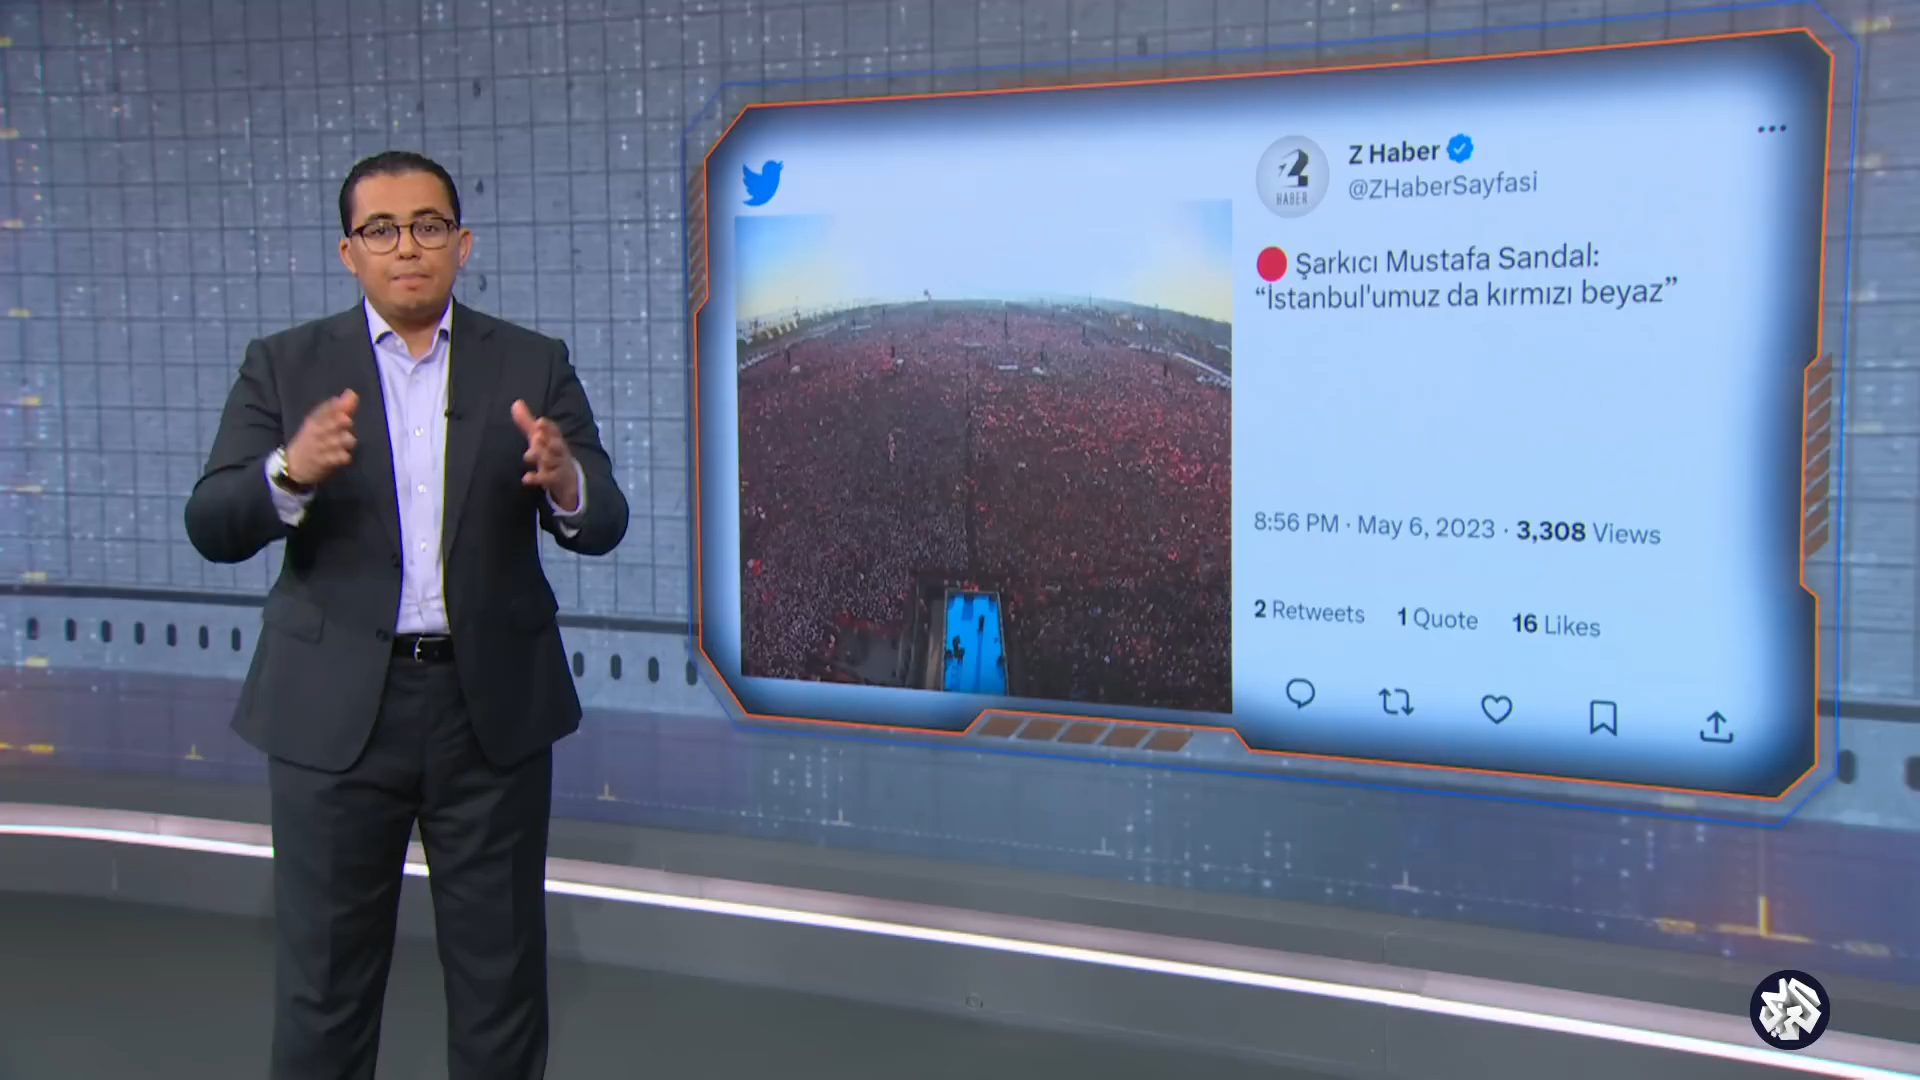 Z Haber
@ZHaberSayfasi
HABER
🔴 Şarkıcı Mustafa Sandal:
“İstanbul'umuz da kırmızı beyaz”
8:56 PM · May 6, 2023 · 3,308 Views
2 Retweets 1 Quote 16 Likes